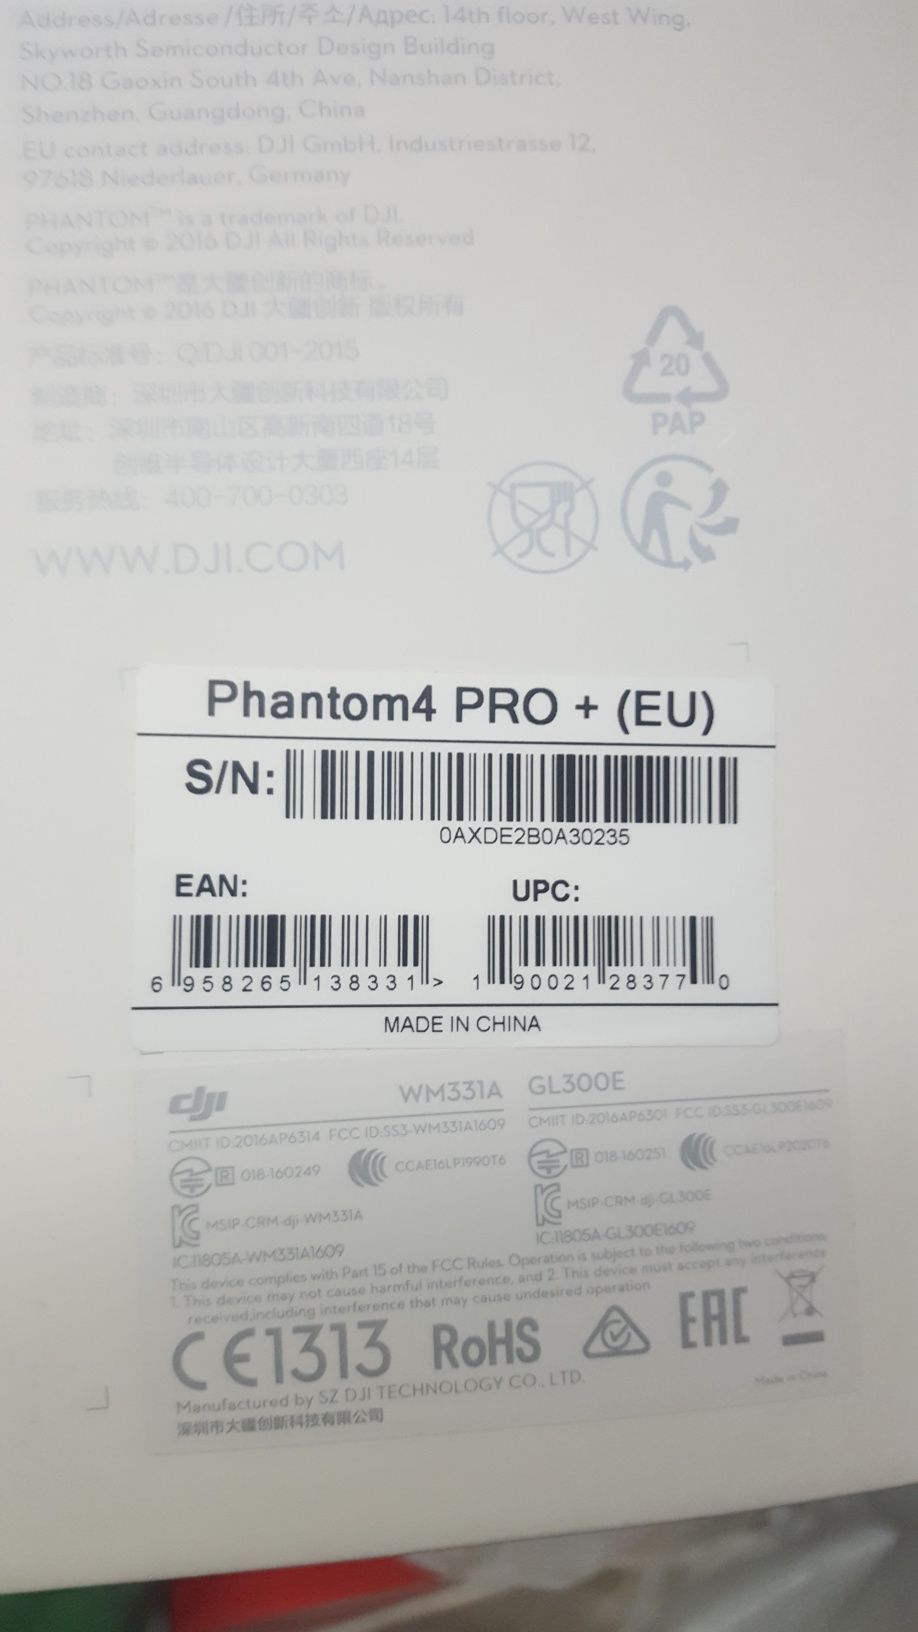 Address/Adresse/住所/주소/Адрес: 14th floor, West Wing,
Skyworth Semiconductor Design Building
NO.18 Gaoxin South 4th Ave, Nanshan District,
Shenzhen, Guangdong, China
EU contact address: DJI GmbH, Industriestrasse 12,
97618 Niederlauer, Germany
PHANTOM™ is a trademark of DJI.
Copyright © 2016 DJI All Rights Reserved
PHANTOM™是大疆创新的商标。
Copyright © 2016 DJI 大疆创新 版权所有
产品标准号: Q/DJI 001-2015
制造商: 深圳市大疆创新科技有限公司
地址: 深圳市南山区高新南四道18号
创维半导体设计大厦西座14层
服务热线: 400-700-0303
WWW.DJI.COM
20
PAP
Phantom4 PRO + (EU)
S/N:
0AXDE2B0A30235
EAN: UPC:
6 958265 138331 > 1 90021 28377 0
MADE IN CHINA
dji WM331A GL300E
CMIIT ID:2016AP6314 FCC ID:SS3-WM331A1609 CMIIT ID:2016AP6301 FCC ID:SS3-GL300E1609
R 018-160249 CCAE16LP1990T6 R 018-160251 CCAE16LP2020T6
MSIP-CRM-dji-WM331A MSIP-CRM-dji-GL300E
IC:11805A-WM331A1609 IC:11805A-GL300E1609
This device complies with Part 15 of the FCC Rules. Operation is subject to the following two conditions:
1. This device may not cause harmful interference, and 2. This device must accept any interference
received,including interference that may cause undesired operation
CE1313 RoHS EAC
Manufactured by SZ DJI TECHNOLOGY CO., LTD. Made in China
深圳市大疆创新科技有限公司